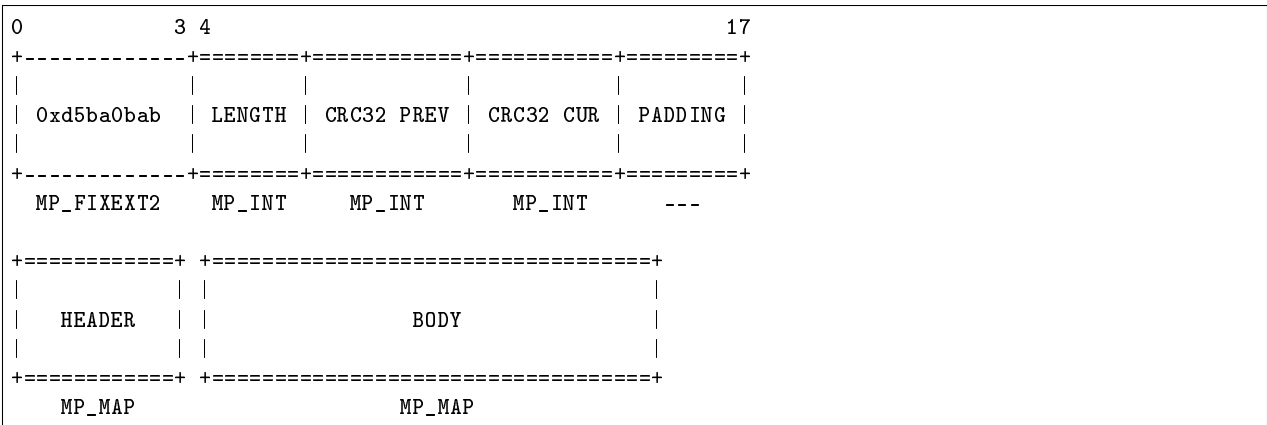 0             3 4                                         17
+-------------+========+============+===========+=========+
|             |        |            |           |         |
| 0xd5ba0bab  | LENGTH | CRC32 PREV | CRC32 CUR | PADDING |
|             |        |            |           |         |
+-------------+========+============+===========+=========+
  MP_FIXEXT2    MP_INT     MP_INT       MP_INT      ---
+============+ +===================================+
|            | |                                   |
|   HEADER   | |                BODY               |
|            | |                                   |
+============+ +===================================+
    MP_MAP                     MP_MAP